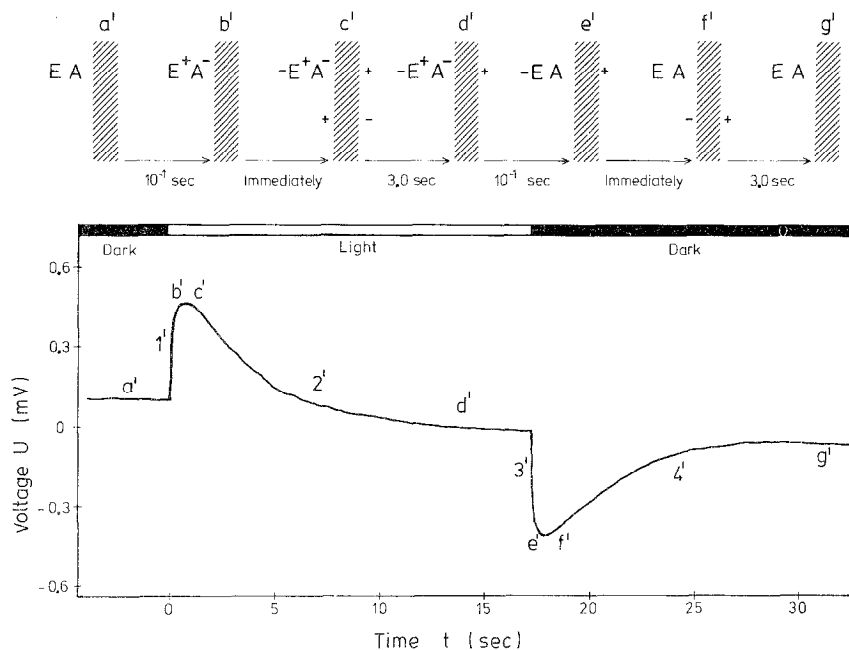 a' b' c' d' e' f' g'
E A E⁺A⁻ -E⁺A⁻ + -E⁺A⁻ + -E A + E A E A
+ - - +
10⁻¹ sec Immediately 3.0 sec 10⁻¹ sec Immediately 3.0 sec
Dark Light Dark
0.6
b' c'
0.3
1'
a'
2'
d'
0
3'
4'
g'
-0.3
e' f'
-0.6
Voltage U (mV)
0 5 10 15 20 25 30
Time t (sec)